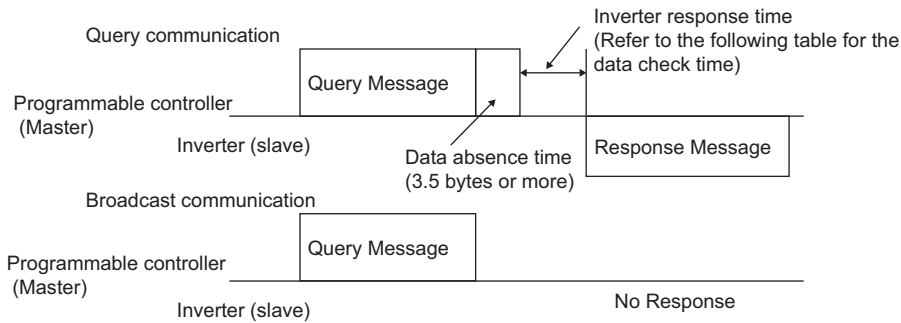 Query communication
Inverter response time
(Refer to the following table for the
data check time)
Query Message
Programmable controller
(Master)
Inverter (slave)
Data absence time
(3.5 bytes or more)
Response Message
Broadcast communication
Query Message
Programmable controller
(Master)
Inverter (slave)
No Response